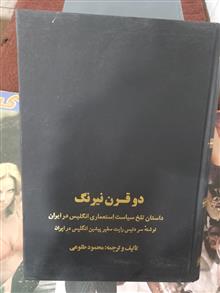 دو قرن نیرنگ
داستان تلخ سیاست استعماری انگلیس در ایران
نوشتهٔ سر دنیس رایت سفیر پیشین انگلیس در ایران
تألیف و ترجمه: محمود طلوعی